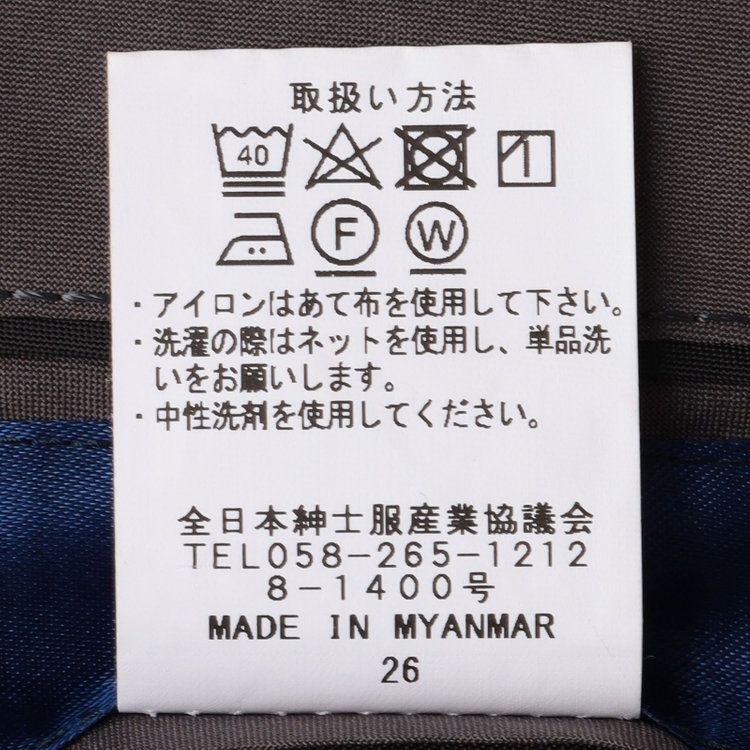 取扱い方法
40
F W
・アイロンはあて布を使用して下さい。
・洗濯の際はネットを使用し、単品洗
いをお願いします。
・中性洗剤を使用してください。
全日本紳士服産業協議会
TEL058-265-1212
8-1400号
MADE IN MYANMAR
26